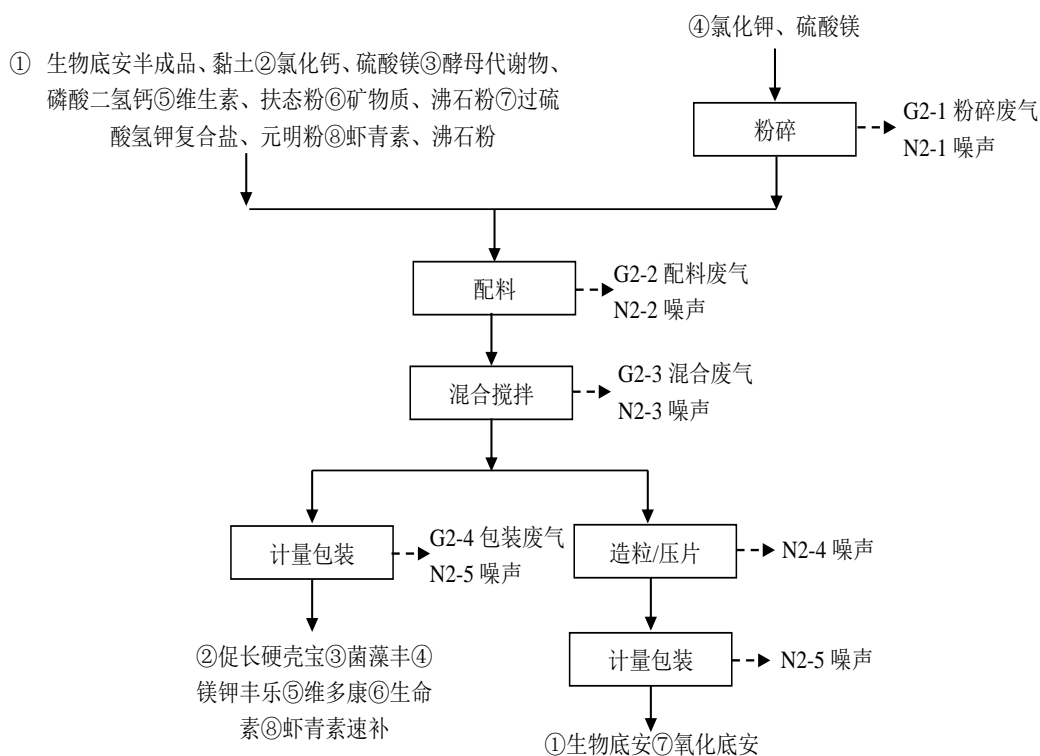 ④氯化钾、硫酸镁
① 生物底安半成品、黏土②氯化钙、硫酸镁③酵母代谢物、
磷酸二氢钙⑤维生素、扶态粉⑥矿物质、沸石粉⑦过硫
酸氢钾复合盐、元明粉⑧虾青素、沸石粉
粉碎
G2-1 粉碎废气
N2-1 噪声
配料
G2-2 配料废气
N2-2 噪声
混合搅拌
G2-3 混合废气
N2-3 噪声
计量包装
G2-4 包装废气
N2-5 噪声
造粒/压片
N2-4 噪声
②促长硬壳宝③菌藻丰④
镁钾丰乐⑤维多康⑥生命
素⑧虾青素速补
计量包装
N2-5 噪声
①生物底安⑦氧化底安